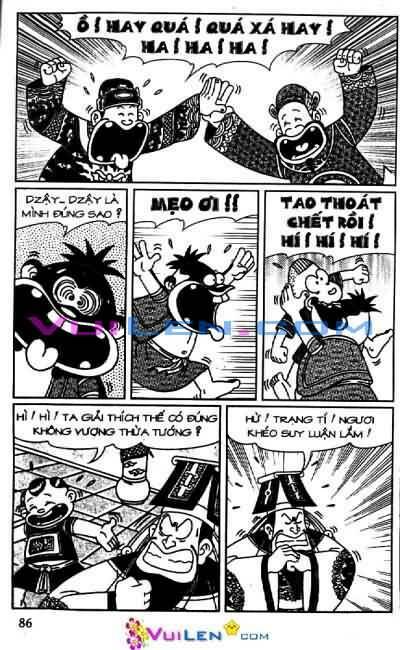 Ồ! HAY QUÁ! QUÁ XÁ HAY!
HA! HA! HA!
DZẬY... DZẬY LÀ
MÌNH ĐÚNG SAO?
MẸO ƠI!!
TAO THOÁT
CHẾT RỒI!
HÍ! HÍ! HÍ!
VuiLen.com
HÌ! HÌ! TA GIẢI THÍCH THẾ CÓ ĐÚNG
KHÔNG VƯƠNG THỪA TƯỚNG?
HỪ! TRẠNG TÍ! NGƯƠI
KHÉO SUY LUẬN LẮM!
86
VuiLen.com